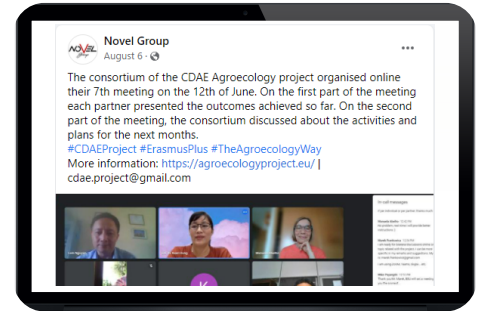 NOVEL
Novel Group
August 6 ·
The consortium of the CDAE Agroecology project organised online
their 7th meeting on the 12th of June. On the first part of the meeting
each partner presented the outcomes achieved so far. On the second
part of the meeting, the consortium discussed about the activities and
plans for the next months.
#CDAEProject #ErasmusPlus #TheAgroecologyWay
More information: https://agroecologyproject.eu/ |
cdae.project@gmail.com
In-call messages
K